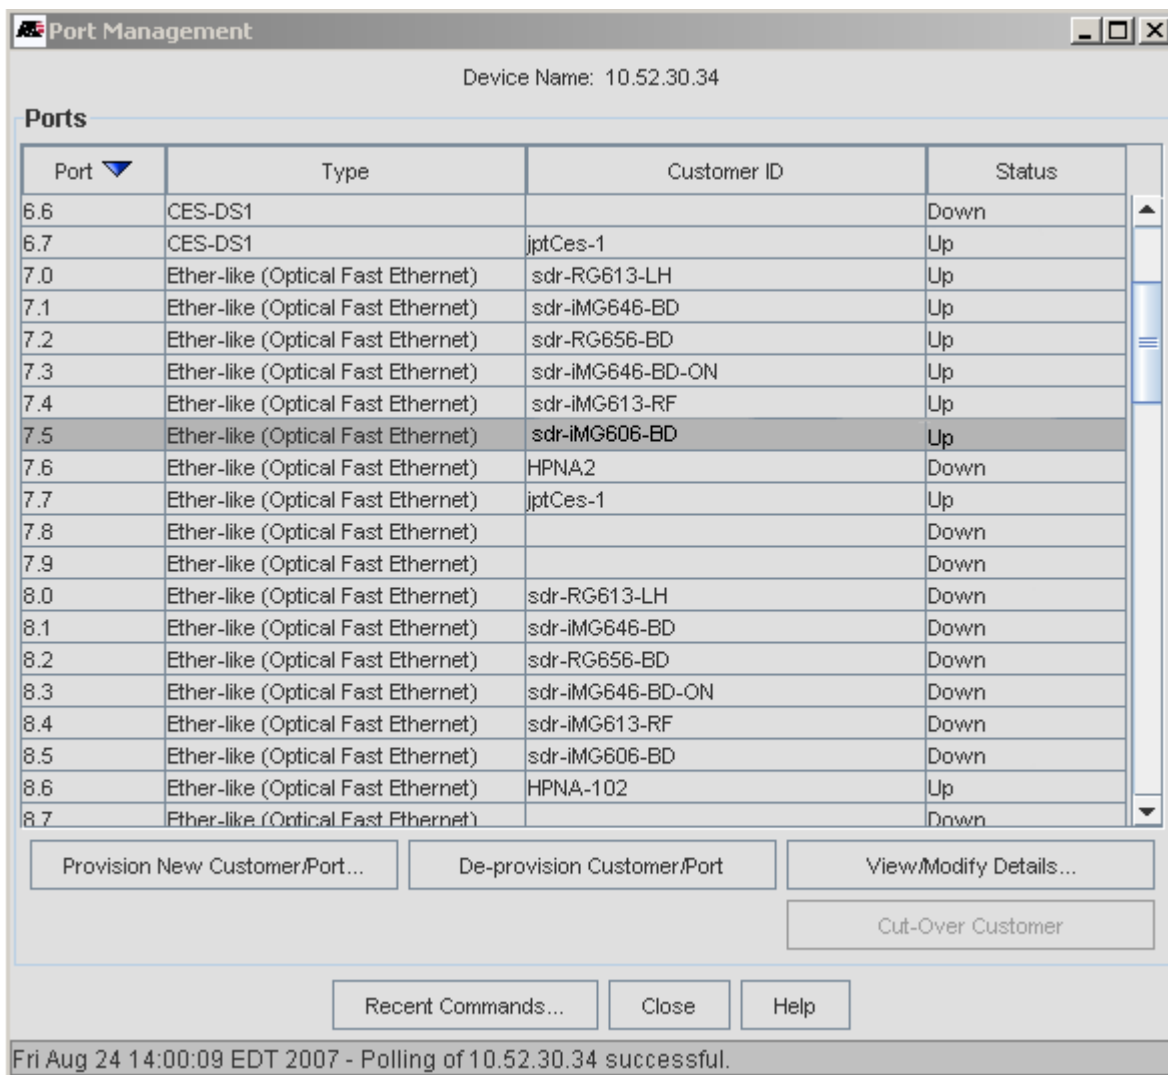 Port Management
Device Name: 10.52.30.34
Ports
Port Type Customer ID Status
6.6 CES-DS1 Down
6.7 CES-DS1 jptCes-1 Up
7.0 Ether-like (Optical Fast Ethernet) sdr-RG613-LH Up
7.1 Ether-like (Optical Fast Ethernet) sdr-iMG646-BD Up
7.2 Ether-like (Optical Fast Ethernet) sdr-RG656-BD Up
7.3 Ether-like (Optical Fast Ethernet) sdr-iMG646-BD-ON Up
7.4 Ether-like (Optical Fast Ethernet) sdr-iMG613-RF Up
7.5 Ether-like (Optical Fast Ethernet) sdr-iMG606-BD Up
7.6 Ether-like (Optical Fast Ethernet) HPNA2 Down
7.7 Ether-like (Optical Fast Ethernet) jptCes-1 Up
7.8 Ether-like (Optical Fast Ethernet) Down
7.9 Ether-like (Optical Fast Ethernet) Down
8.0 Ether-like (Optical Fast Ethernet) sdr-RG613-LH Down
8.1 Ether-like (Optical Fast Ethernet) sdr-iMG646-BD Down
8.2 Ether-like (Optical Fast Ethernet) sdr-RG656-BD Down
8.3 Ether-like (Optical Fast Ethernet) sdr-iMG646-BD-ON Down
8.4 Ether-like (Optical Fast Ethernet) sdr-iMG613-RF Down
8.5 Ether-like (Optical Fast Ethernet) sdr-iMG606-BD Down
8.6 Ether-like (Optical Fast Ethernet) HPNA-102 Up
8.7 Ether-like (Optical Fast Ethernet) Down
Provision New Customer/Port... De-provision Customer/Port View/Modify Details...
Cut-Over Customer
Recent Commands... Close Help
Fri Aug 24 14:00:09 EDT 2007 - Polling of 10.52.30.34 successful.